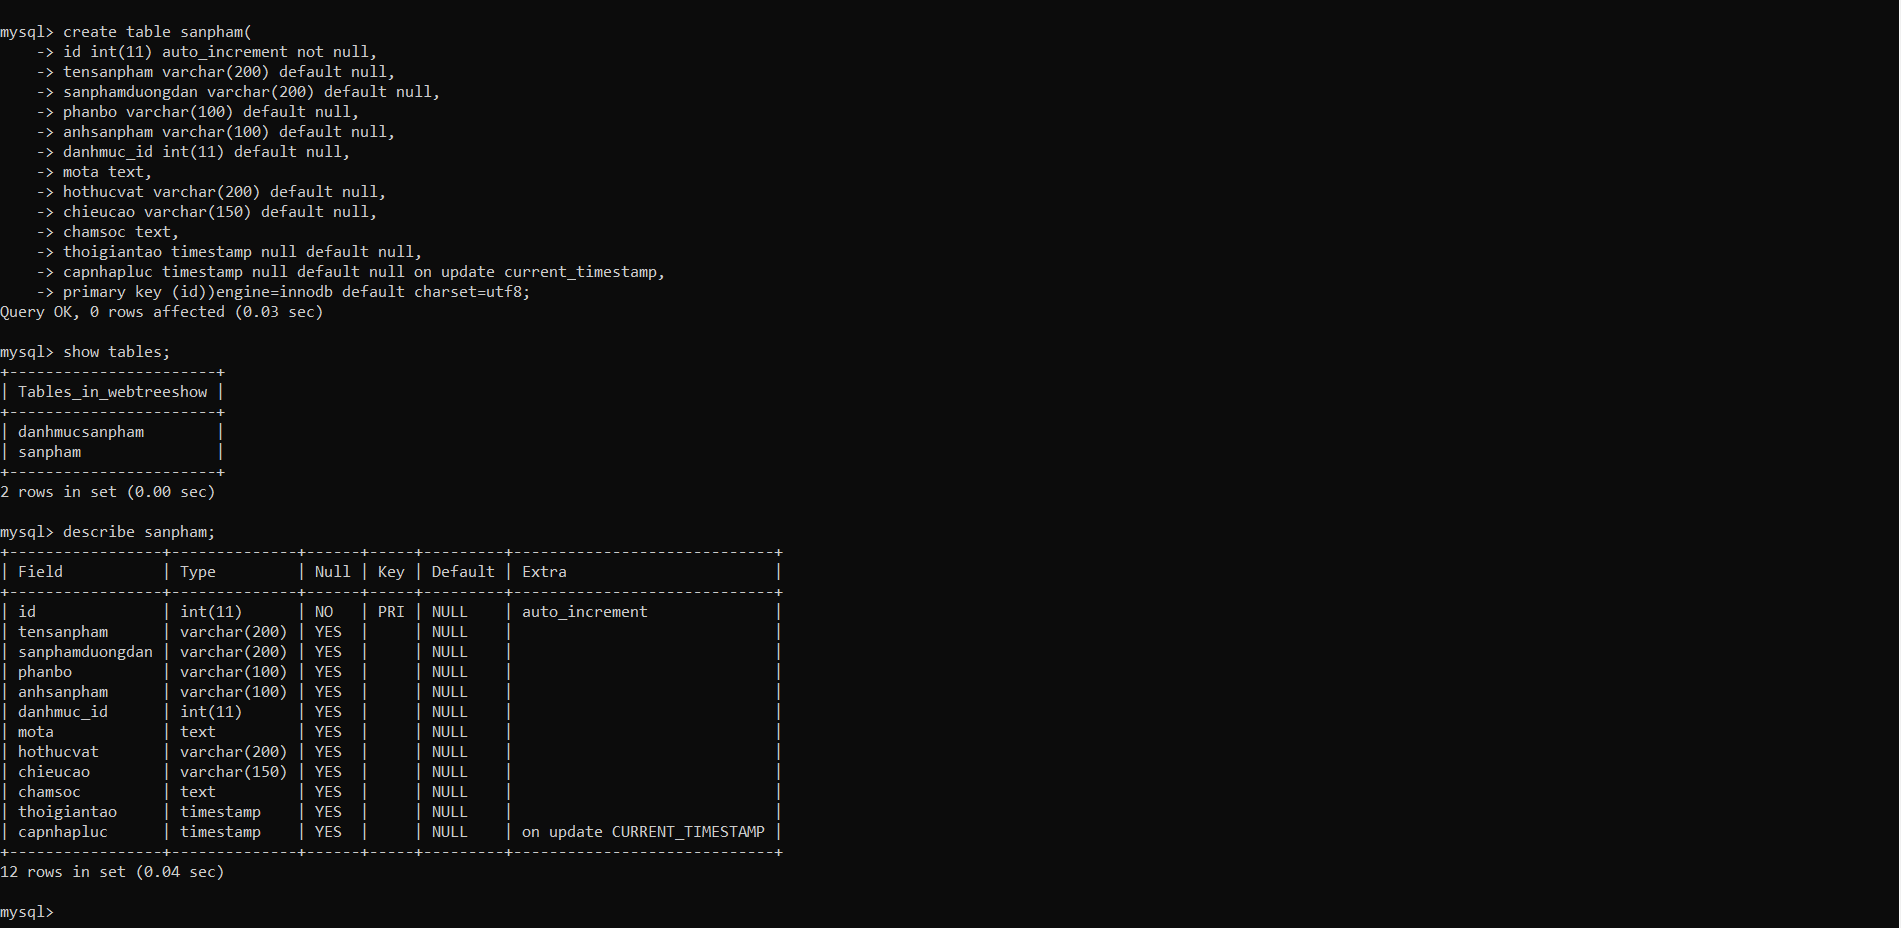 mysql> create table sanpham(
    -> id int(11) auto_increment not null,
    -> tensanpham varchar(200) default null,
    -> sanphamduongdan varchar(200) default null,
    -> phanbo varchar(100) default null,
    -> anhsanpham varchar(100) default null,
    -> danhmuc_id int(11) default null,
    -> mota text,
    -> hothucvat varchar(200) default null,
    -> chieucao varchar(150) default null,
    -> chamsoc text,
    -> thoigiantao timestamp null default null,
    -> capnhapluc timestamp null default null on update current_timestamp,
    -> primary key (id))engine=innodb default charset=utf8;
Query OK, 0 rows affected (0.03 sec)

mysql> show tables;
+-----------------------+
| Tables_in_webtreeshow |
+-----------------------+
| danhmucsanpham        |
| sanpham               |
+-----------------------+
2 rows in set (0.00 sec)

mysql> describe sanpham;
+-----------------+--------------+------+-----+---------+-----------------------------+
| Field           | Type         | Null | Key | Default | Extra                       |
+-----------------+--------------+------+-----+---------+-----------------------------+
| id              | int(11)      | NO   | PRI | NULL    | auto_increment              |
| tensanpham      | varchar(200) | YES  |     | NULL    |                             |
| sanphamduongdan | varchar(200) | YES  |     | NULL    |                             |
| phanbo          | varchar(100) | YES  |     | NULL    |                             |
| anhsanpham      | varchar(100) | YES  |     | NULL    |                             |
| danhmuc_id      | int(11)      | YES  |     | NULL    |                             |
| mota            | text         | YES  |     | NULL    |                             |
| hothucvat       | varchar(200) | YES  |     | NULL    |                             |
| chieucao        | varchar(150) | YES  |     | NULL    |                             |
| chamsoc         | text         | YES  |     | NULL    |                             |
| thoigiantao     | timestamp    | YES  |     | NULL    |                             |
| capnhapluc      | timestamp    | YES  |     | NULL    | on update CURRENT_TIMESTAMP |
+-----------------+--------------+------+-----+---------+-----------------------------+
12 rows in set (0.04 sec)

mysql>